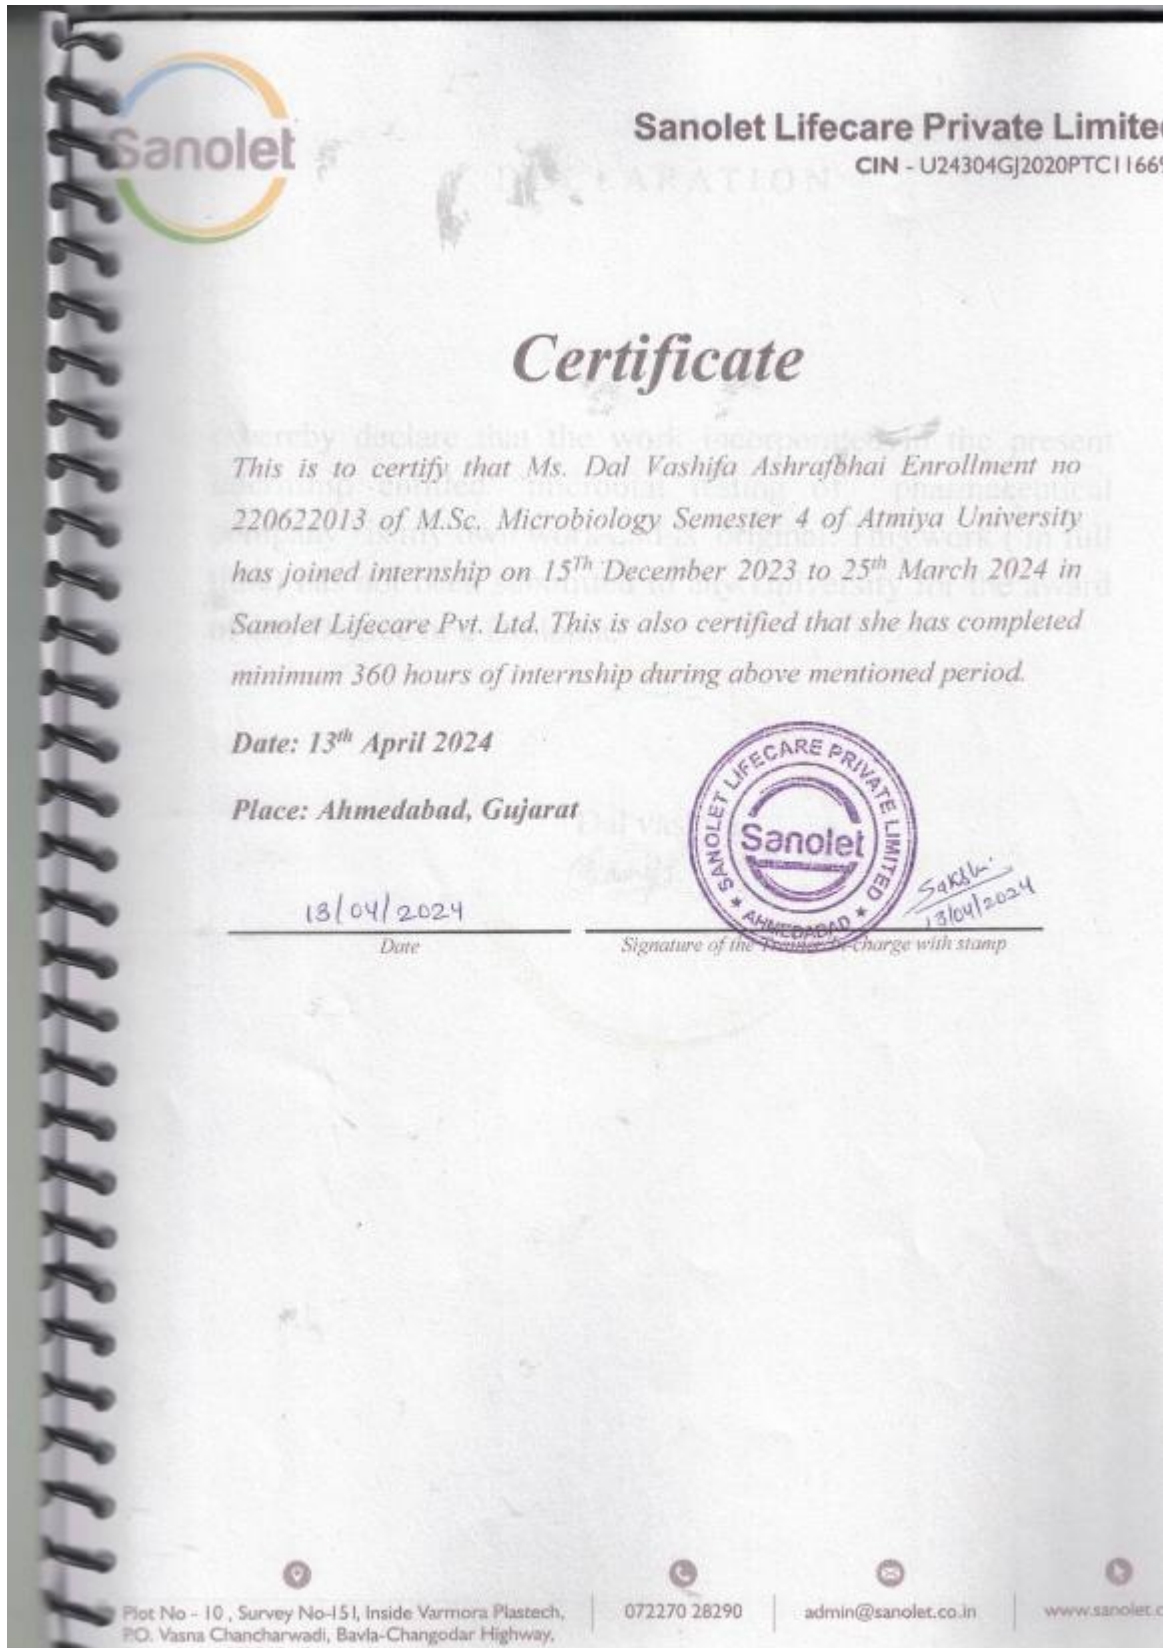 Sanolet
Sanolet Lifecare Private Limite
CIN - U24304GJ2020PTC1166
DECLARATION
Certificate
This is to certify that Ms. Dal Vashifa Ashrafbhai Enrollment no
220622013 of M.Sc. Microbiology Semester 4 of Atmiya University
has joined internship on 15Th December 2023 to 25th March 2024 in
Sanolet Lifecare Pvt. Ltd. This is also certified that she has completed
minimum 360 hours of internship during above mentioned period.
Date: 13th April 2024
Place: Ahmedabad, Gujarat
SANOLET LIFECARE PRIVATE LIMITED
Sanolet
★ AHMEDABAD ★
Sakshi
13/04/2024
13/04/2024
Date
Signature of the charge with stamp
Plot No - 10 , Survey No-151, Inside Varmora Plastech,
P.O. Vasna Chancharwadi, Bavla-Changodar Highway,
072270 28290
admin@sanolet.co.in
www.sanolet.c